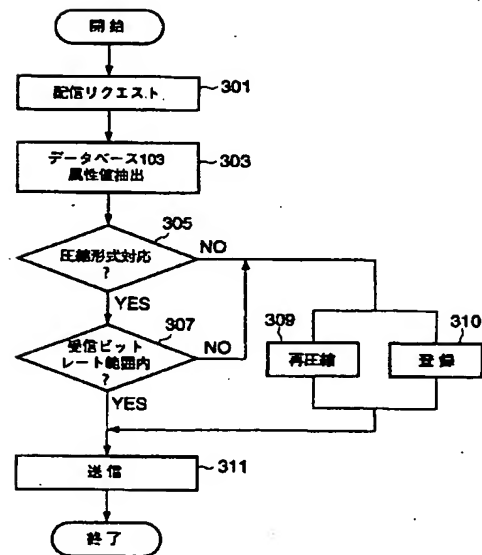 開始
配信リクエスト
301
データベース103
属性値抽出
303
305
圧縮形式対応
?
NO
YES
307
受信ビット
レート範囲内
?
NO
YES
309
再圧縮
310
登録
送信
311
終了